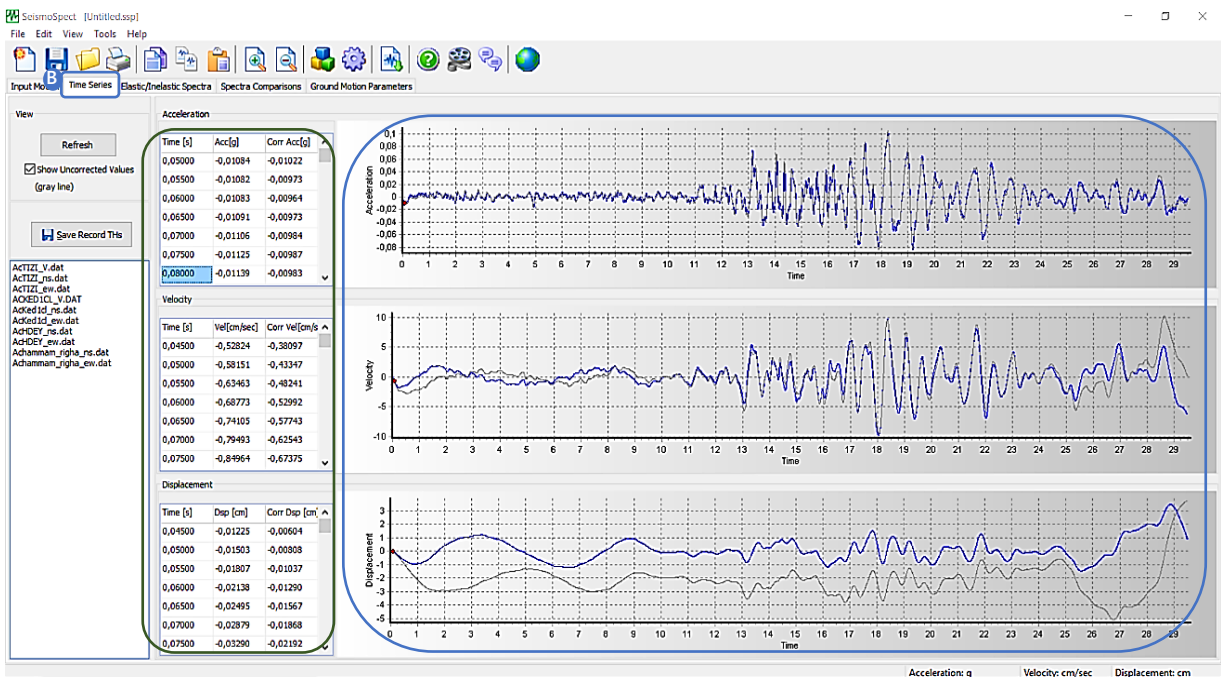 SeismoSpect [Untitled.ssp]
File Edit View Tools Help
B
Input Mo Time Series Elastic/Inelastic Spectra Spectra Comparisons Ground Motion Parameters
View
Refresh
Show Uncorrected Values
(gray line)
Save Record THs
AcTIZI_V.dat
AcTIZI_ns.dat
AcTIZI_ew.dat
ACKED1CL_V.DAT
AcKed1d_ns.dat
AcKed1d_ew.dat
AcHDEY_ns.dat
AcHDEY_ew.dat
Achammam_righa_ns.dat
Achammam_righa_ew.dat
Acceleration
Time [s] Acc[g] Corr Acc[g]
0,05000 -0,01084 -0,01022
0,05500 -0,01082 -0,00973
0,06000 -0,01083 -0,00964
0,06500 -0,01091 -0,00973
0,07000 -0,01106 -0,00984
0,07500 -0,01125 -0,00987
0,08000 -0,01139 -0,00983
Acceleration
0,1
0,08
0,06
0,04
0,02
0
-0,02
-0,04
-0,06
-0,08
0 1 2 3 4 5 6 7 8 9 10 11 12 13 14 15 16 17 18 19 20 21 22 23 24 25 26 27 28 29
Time
Velocity
Time [s] Vel[cm/sec] Corr Vel[cm/s
0,04500 -0,52824 -0,38097
0,05000 -0,58151 -0,43347
0,05500 -0,63463 -0,48241
0,06000 -0,68773 -0,52992
0,06500 -0,74105 -0,57743
0,07000 -0,79493 -0,62543
0,07500 -0,84964 -0,67375
Velocity
10
5
0
-5
-10
0 1 2 3 4 5 6 7 8 9 10 11 12 13 14 15 16 17 18 19 20 21 22 23 24 25 26 27 28 29
Time
Displacement
Time [s] Dsp [cm] Corr Dsp [cm]
0,04500 -0,01225 -0,00604
0,05000 -0,01503 -0,00808
0,05500 -0,01807 -0,01037
0,06000 -0,02138 -0,01290
0,06500 -0,02495 -0,01567
0,07000 -0,02879 -0,01868
0,07500 -0,03290 -0,02192
Displacement
3
2
1
0
-1
-2
-3
-4
-5
0 1 2 3 4 5 6 7 8 9 10 11 12 13 14 15 16 17 18 19 20 21 22 23 24 25 26 27 28 29
Time
Acceleration: g Velocity: cm/sec Displacement: cm